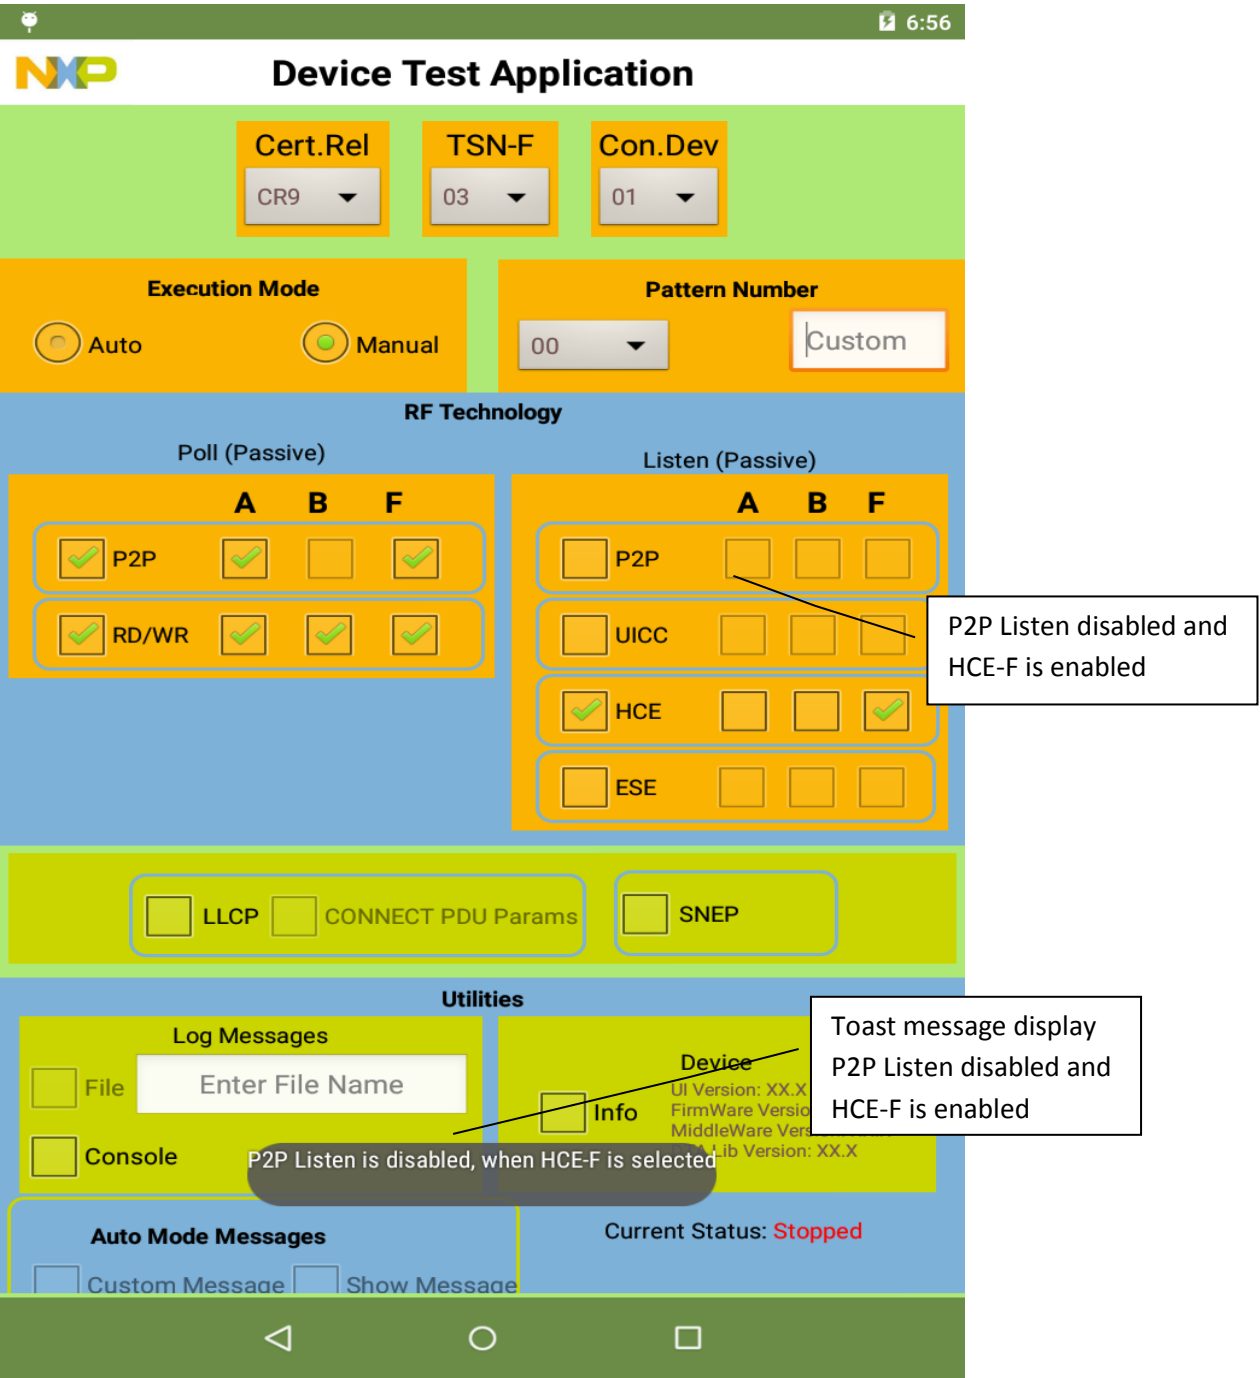 6:56
NXP
Device Test Application
Cert.Rel TSN-F Con.Dev
CR9 03 01
Execution Mode
Auto Manual
Pattern Number
00 Custom
RF Technology
Poll (Passive)
A B F
P2P
RD/WR
Listen (Passive)
A B F
P2P
UICC
HCE
ESE
P2P Listen disabled and
HCE-F is enabled
LLCP CONNECT PDU Params SNEP
Utilities
Log Messages
File Enter File Name
Console
Device
Info
UI Version: XX.X
FirmWare
MiddleWare
Lib Version: XX.X
Toast message display
P2P Listen disabled and
HCE-F is enabled
P2P Listen is disabled, when HCE-F is selected
Auto Mode Messages
Custom Message Show Message
Current Status: Stopped